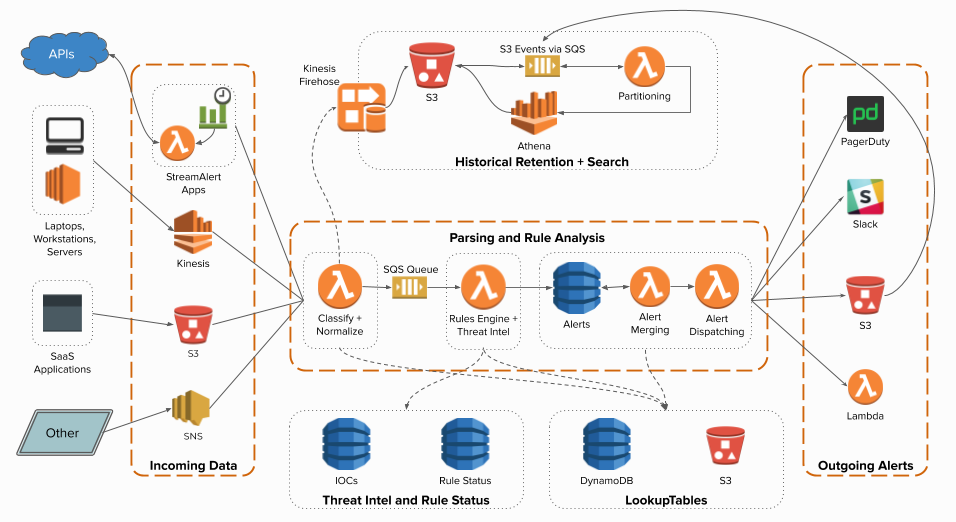 APIs
Laptops,
Workstations,
Servers
SaaS
Applications
Other
StreamAlert
Apps
Kinesis
S3
SNS
Incoming Data
Kinesis
Firehose
S3
S3 Events via SQS
Partitioning
Athena
Historical Retention + Search
Parsing and Rule Analysis
Classify +
Normalize
SQS Queue
Rules Engine +
Threat Intel
Alerts
Alert
Merging
Alert
Dispatching
IOCs
Rule Status
Threat Intel and Rule Status
DynamoDB
S3
LookupTables
pd
PagerDuty
S
Slack
S3
Lambda
Outgoing Alerts